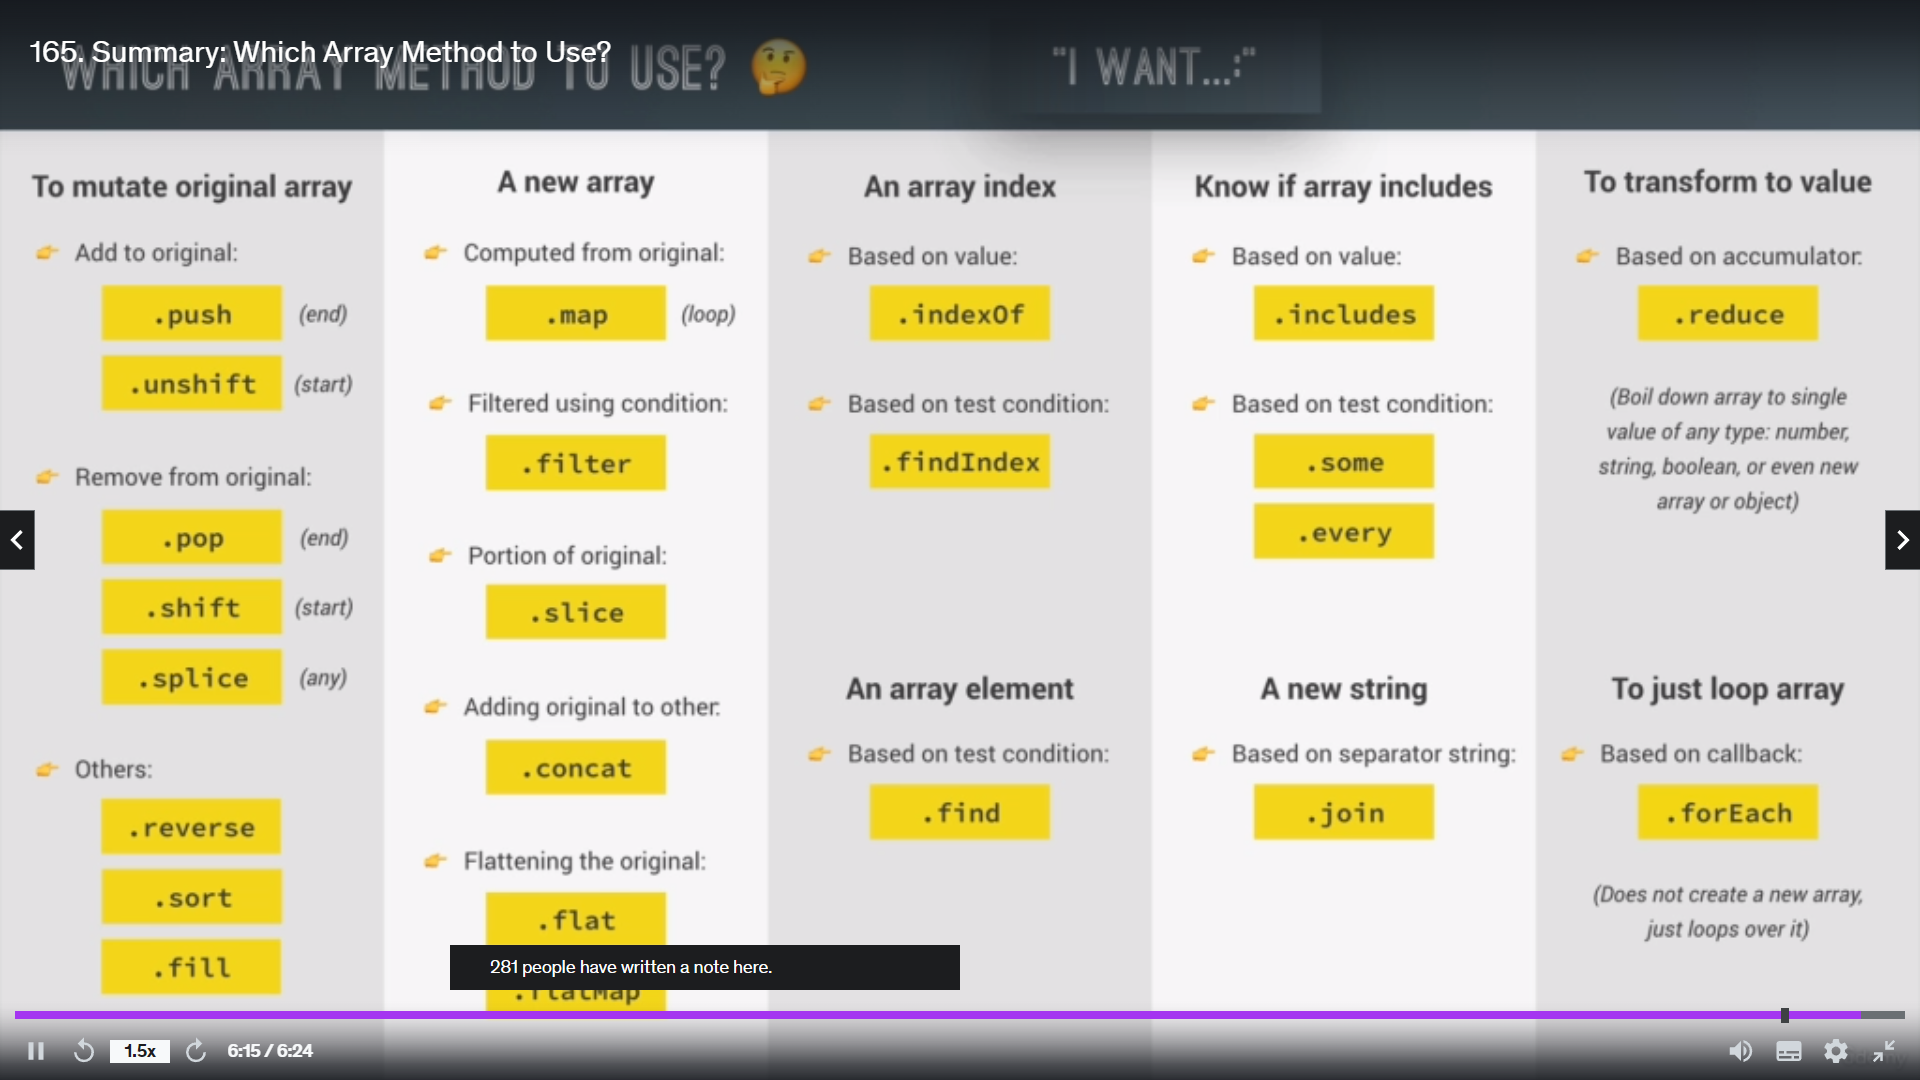 165. Summary: Which Array Method to Use?
WHICH ARRAY METHOD TO USE? 🤔
"I WANT...:"
To mutate original array
Add to original:
.push (end)
.unshift (start)
Remove from original:
.pop (end)
.shift (start)
.splice (any)
Others:
.reverse
.sort
.fill
A new array
Computed from original:
.map (loop)
Filtered using condition:
.filter
Portion of original:
.slice
Adding original to other:
.concat
Flattening the original:
.flat
.flatMap
An array index
Based on value:
.indexOf
Based on test condition:
.findIndex
An array element
Based on test condition:
.find
Know if array includes
Based on value:
.includes
Based on test condition:
.some
.every
A new string
Based on separator string:
.join
To transform to value
Based on accumulator:
.reduce
(Boil down array to single
value of any type: number,
string, boolean, or even new
array or object)
To just loop array
Based on callback:
.forEach
(Does not create a new array,
just loops over it)
281 people have written a note here.
1.5x
6:15 / 6:24